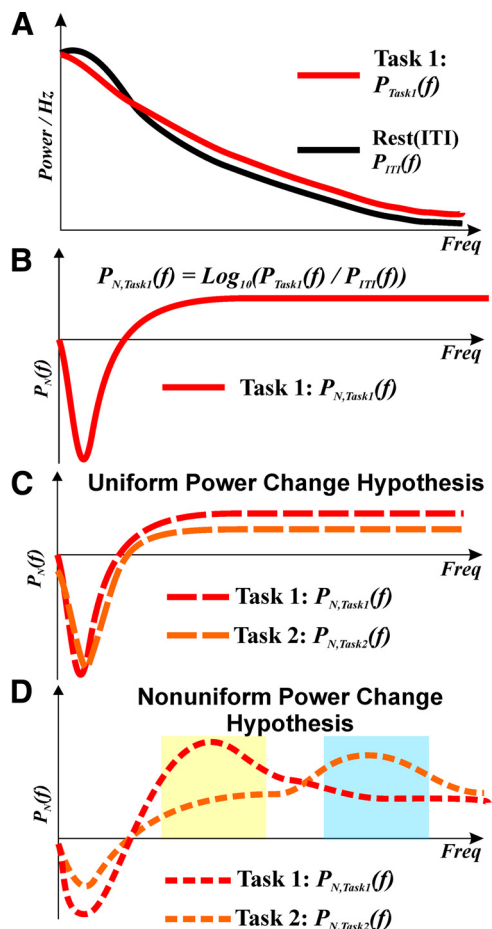 A
Power / Hz
Task 1:
P_Task1(f)
Rest(ITI)
P_ITI(f)
Freq
B
P_N,Task1(f) = Log_10(P_Task1(f) / P_ITI(f))
P_N(f)
Task 1: P_N,Task1(f)
Freq
C
Uniform Power Change Hypothesis
P_N(f)
Freq
Task 1: P_N,Task1(f)
Task 2: P_N,Task2(f)
D
Nonuniform Power Change
Hypothesis
P_N(f)
Freq
Task 1: P_N,Task1(f)
Task 2: P_N,Task2(f)